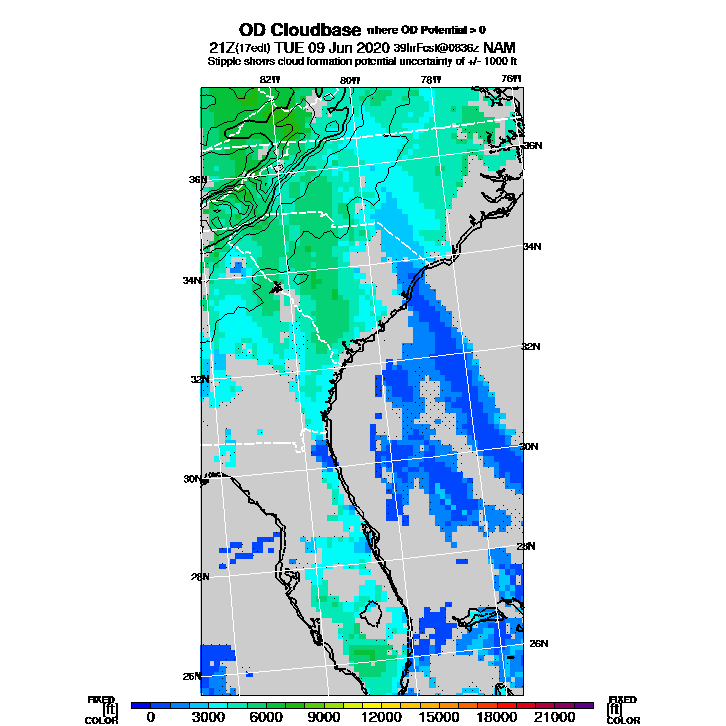 OD Cloudbase where OD Potential > 0
21Z(17edt) TUE 09 Jun 2020 39hrFcst@0836z NAM
Stipple shows cloud formation potential uncertainty of +/- 1000 ft
82W 80W 78W 76W
36N
36N
34N
34N
32N
32N
30N
30N
28N
28N
26N
26N
FIXED FIXED
[ft] [ft]
COLOR COLOR
0 3000 6000 9000 12000 15000 18000 21000